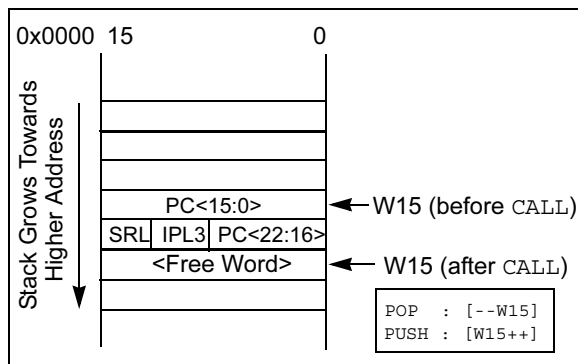 0x0000 15 0
Stack Grows Towards
Higher Address
PC<15:0>
W15 (before CALL)
SRL IPL3 PC<22:16>
<Free Word>
W15 (after CALL)
POP : [--W15]
PUSH : [W15++]